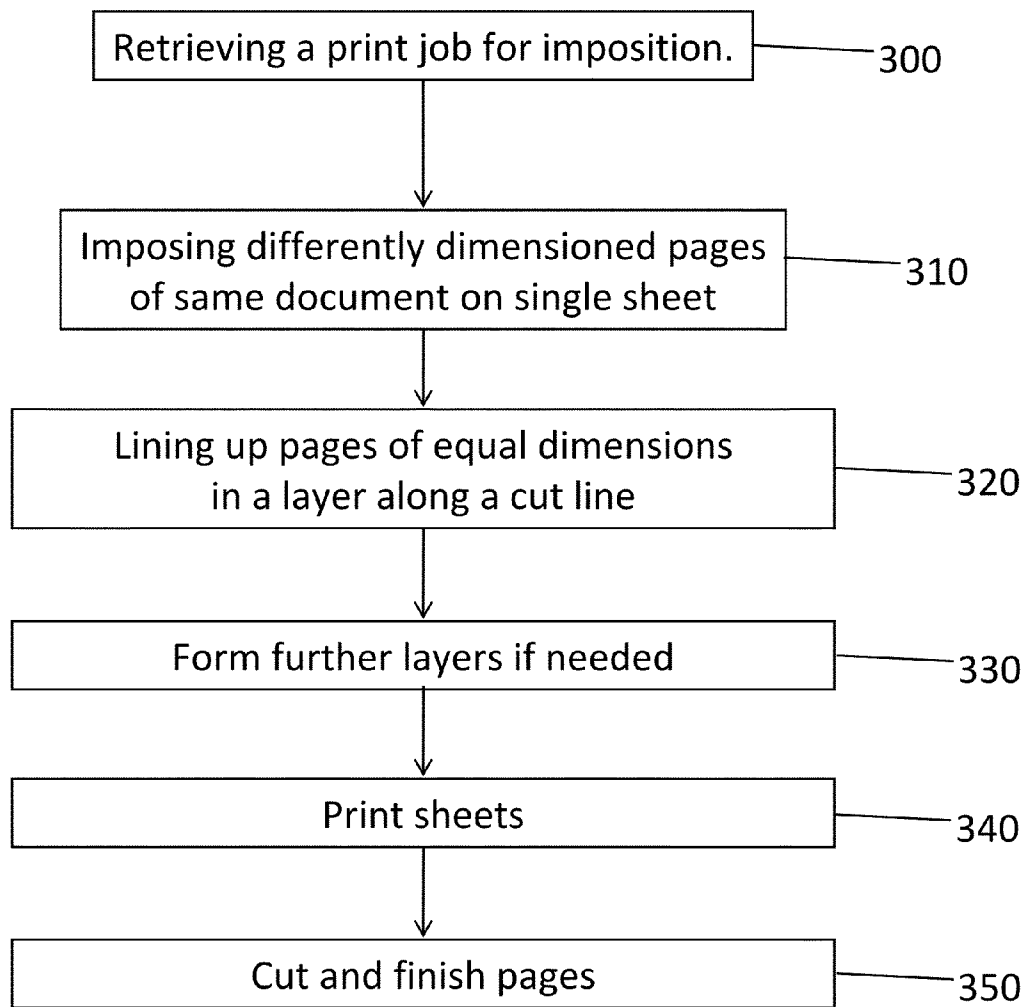 Retrieving a print job for imposition.
300
Imposing differently dimensioned pages
of same document on single sheet
310
Lining up pages of equal dimensions
in a layer along a cut line
320
Form further layers if needed
330
Print sheets
340
Cut and finish pages
350